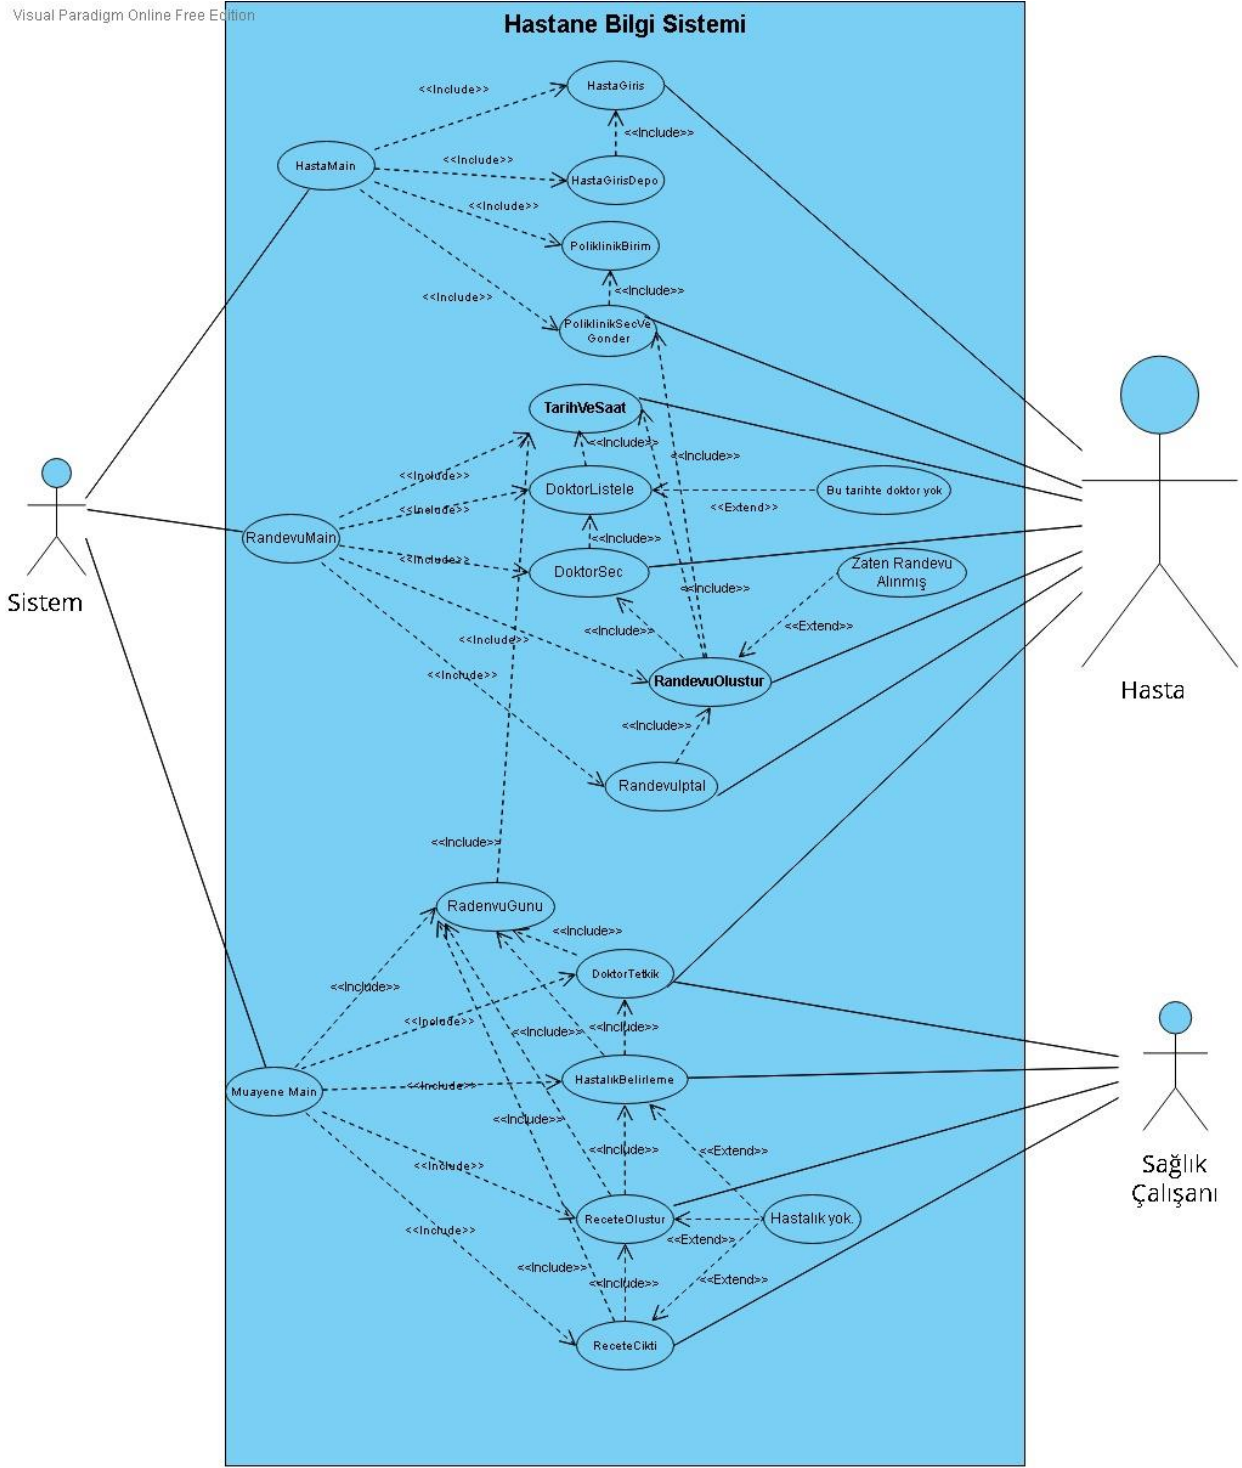 Visual Paradigm Online Free Edition
Hastane Bilgi Sistemi
HastaGiris
<<Include>>
<<Include>>
HastaMain
<<Include>>
HastaGirisDepo
<<Include>>
PoliklinikBirim
<<Include>>
<<Include>>
PoliklinikSecVe
Gonder
TarihVeSaat
<<Include>>
<<Include>>
<<Include>>
DoktorListele
Bu tarihte doktor yok
<<Include>>
<<Extend>>
RandevuMain
<<Include>>
<<Include>>
DoktorSec
Zaten Randevu
Alınmış
<<Include>>
<<Include>>
<<Extend>>
<<Include>>
Sistem
<<Include>>
RandevuOlustur
Hasta
<<Include>>
RandevuIptal
<<Include>>
RadenvuGunu
<<Include>>
DoktorTetkik
<<Include>>
<<Include>>
<<Include>>
<<Include>>
HastalıkBelirleme
<<Include>>
Muayene Main
<<Include>>
<<Include>>
<<Extend>>
<<Include>>
Sağlık
Çalışanı
ReceteOlustur
Hastalık yok.
<<Include>>
<<Extend>>
<<Include>>
<<Include>>
<<Extend>>
ReceteCikti